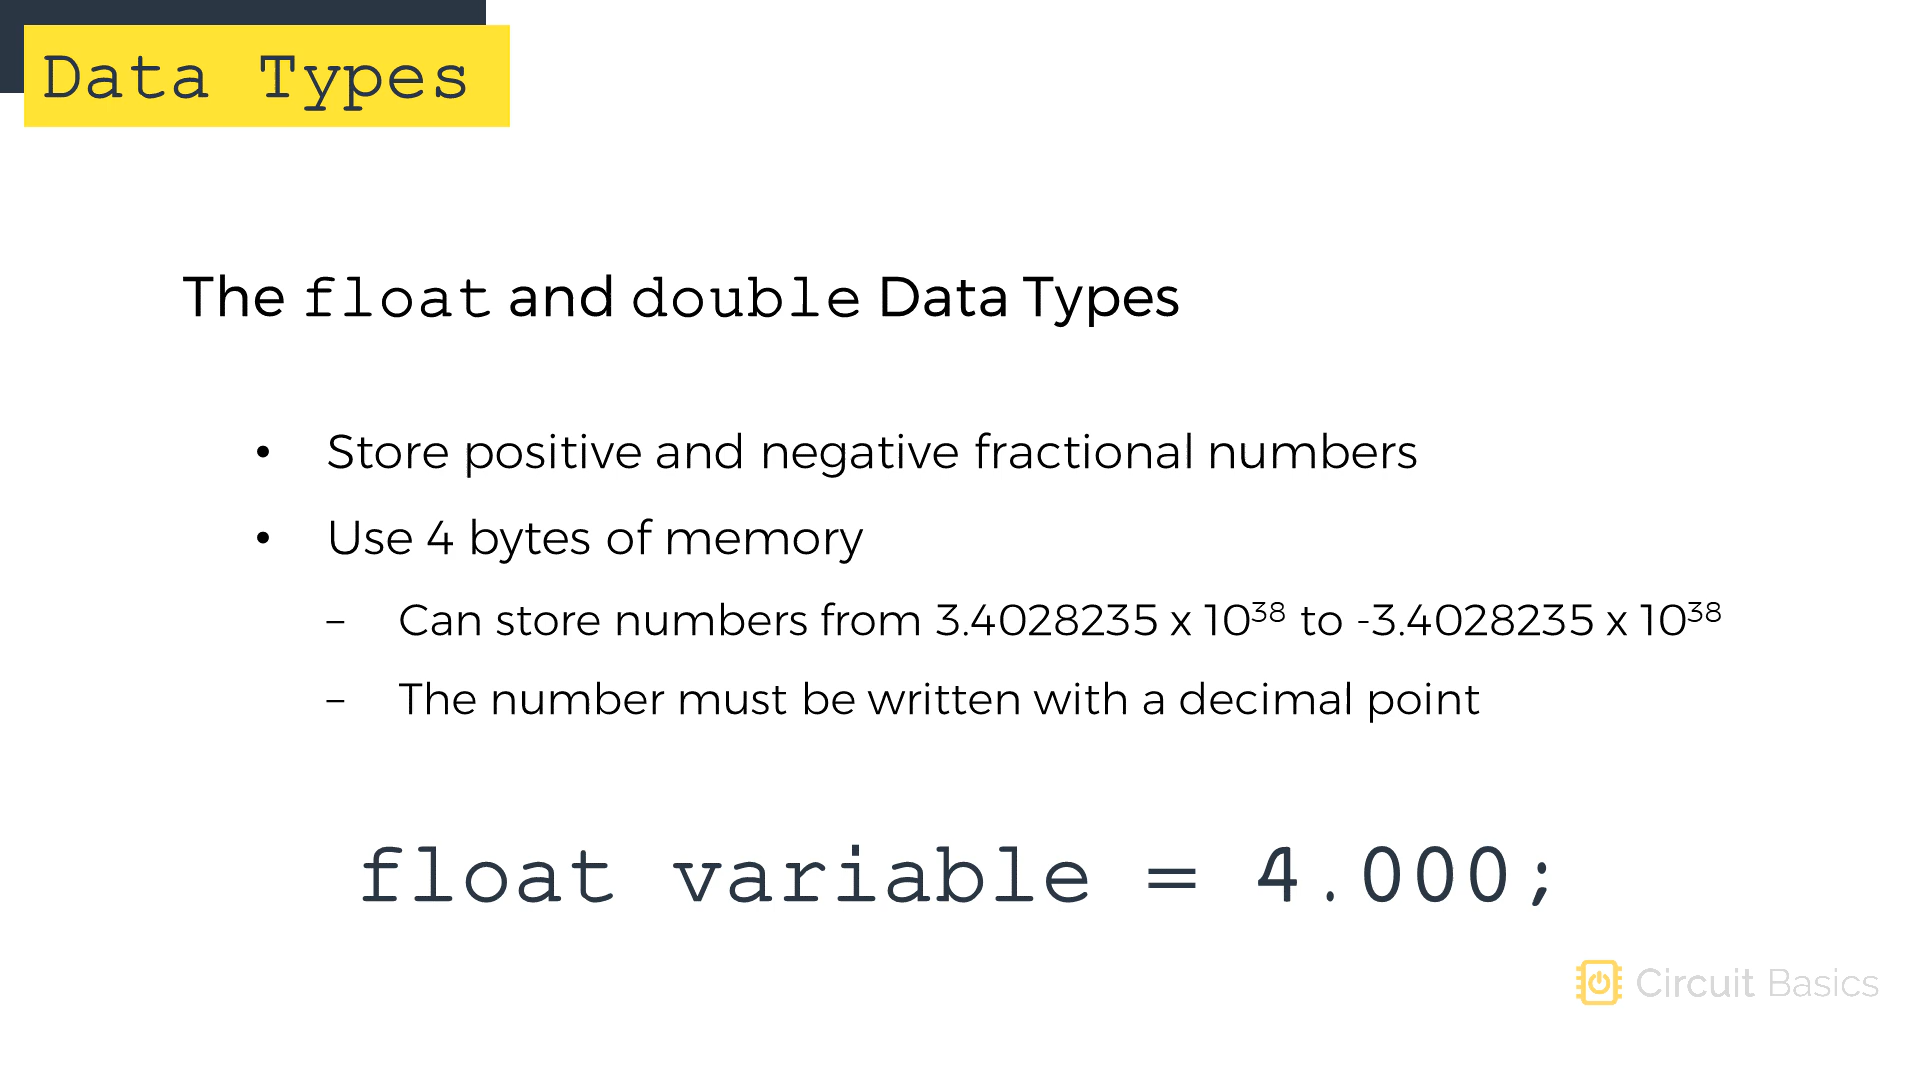 Data Types
The float and double Data Types
• Store positive and negative fractional numbers
• Use 4 bytes of memory
– Can store numbers from 3.4028235 x 10³⁸ to -3.4028235 x 10³⁸
– The number must be written with a decimal point
float variable = 4.000;
Circuit Basics